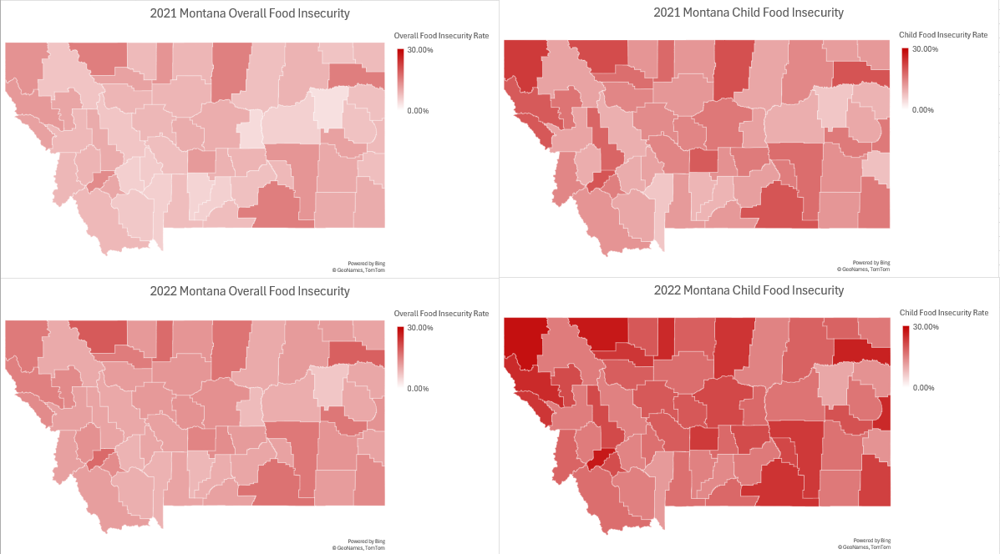 2021 Montana Overall Food Insecurity
Overall Food Insecurity Rate
30.00%
0.00%
Powered by Bing
© GeoNames, TomTom
2021 Montana Child Food Insecurity
Child Food Insecurity Rate
30.00%
0.00%
Powered by Bing
© GeoNames, TomTom
2022 Montana Overall Food Insecurity
Overall Food Insecurity Rate
30.00%
0.00%
Powered by Bing
© GeoNames, TomTom
2022 Montana Child Food Insecurity
Child Food Insecurity Rate
30.00%
0.00%
Powered by Bing
© GeoNames, TomTom